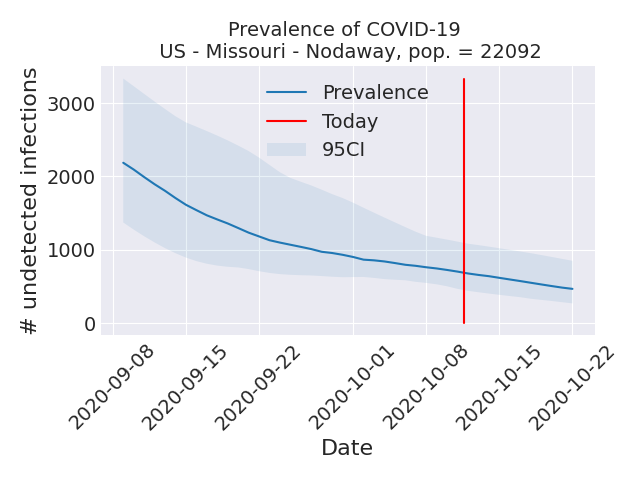 Prevalence of COVID-19
US - Missouri - Nodaway, pop. = 22092
# undetected infections
3000
2000
1000
0
Prevalence
Today
95CI
2020-09-08
2020-09-15
2020-09-22
2020-10-01
2020-10-08
2020-10-15
2020-10-22
Date